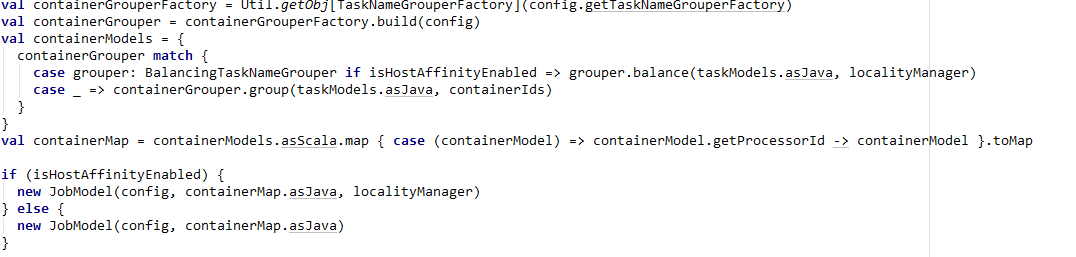 val containerGrouperFactory = Util.getObj[TaskNameGrouperFactory](config.getTaskNameGrouperFactory)
val containerGrouper = containerGrouperFactory.build(config)
val containerModels = {
  containerGrouper match {
    case grouper: BalancingTaskNameGrouper if isHostAffinityEnabled => grouper.balance(taskModels.asJava, localityManager)
    case _ => containerGrouper.group(taskModels.asJava, containerIds)
  }
}
val containerMap = containerModels.asScala.map { case (containerModel) => containerModel.getProcessorId -> containerModel }.toMap

if (isHostAffinityEnabled) {
  new JobModel(config, containerMap.asJava, localityManager)
} else {
  new JobModel(config, containerMap.asJava)
}